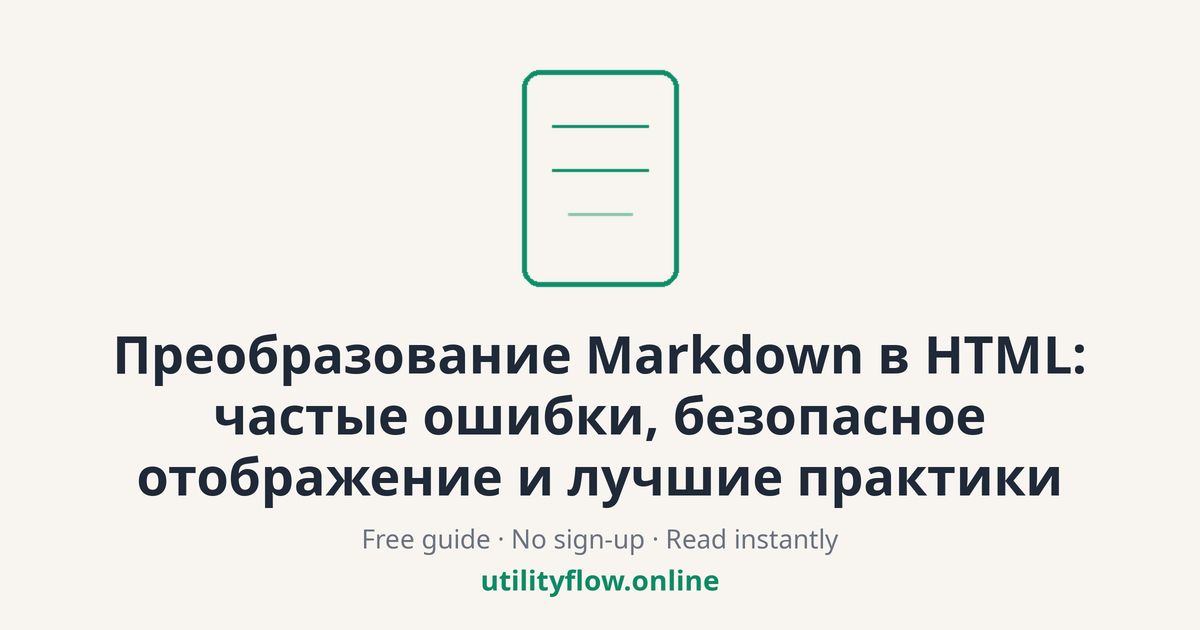 Преобразование Markdown в HTML:
частые ошибки, безопасное
отображение и лучшие практики
Free guide · No sign-up · Read instantly
utilityflow.online